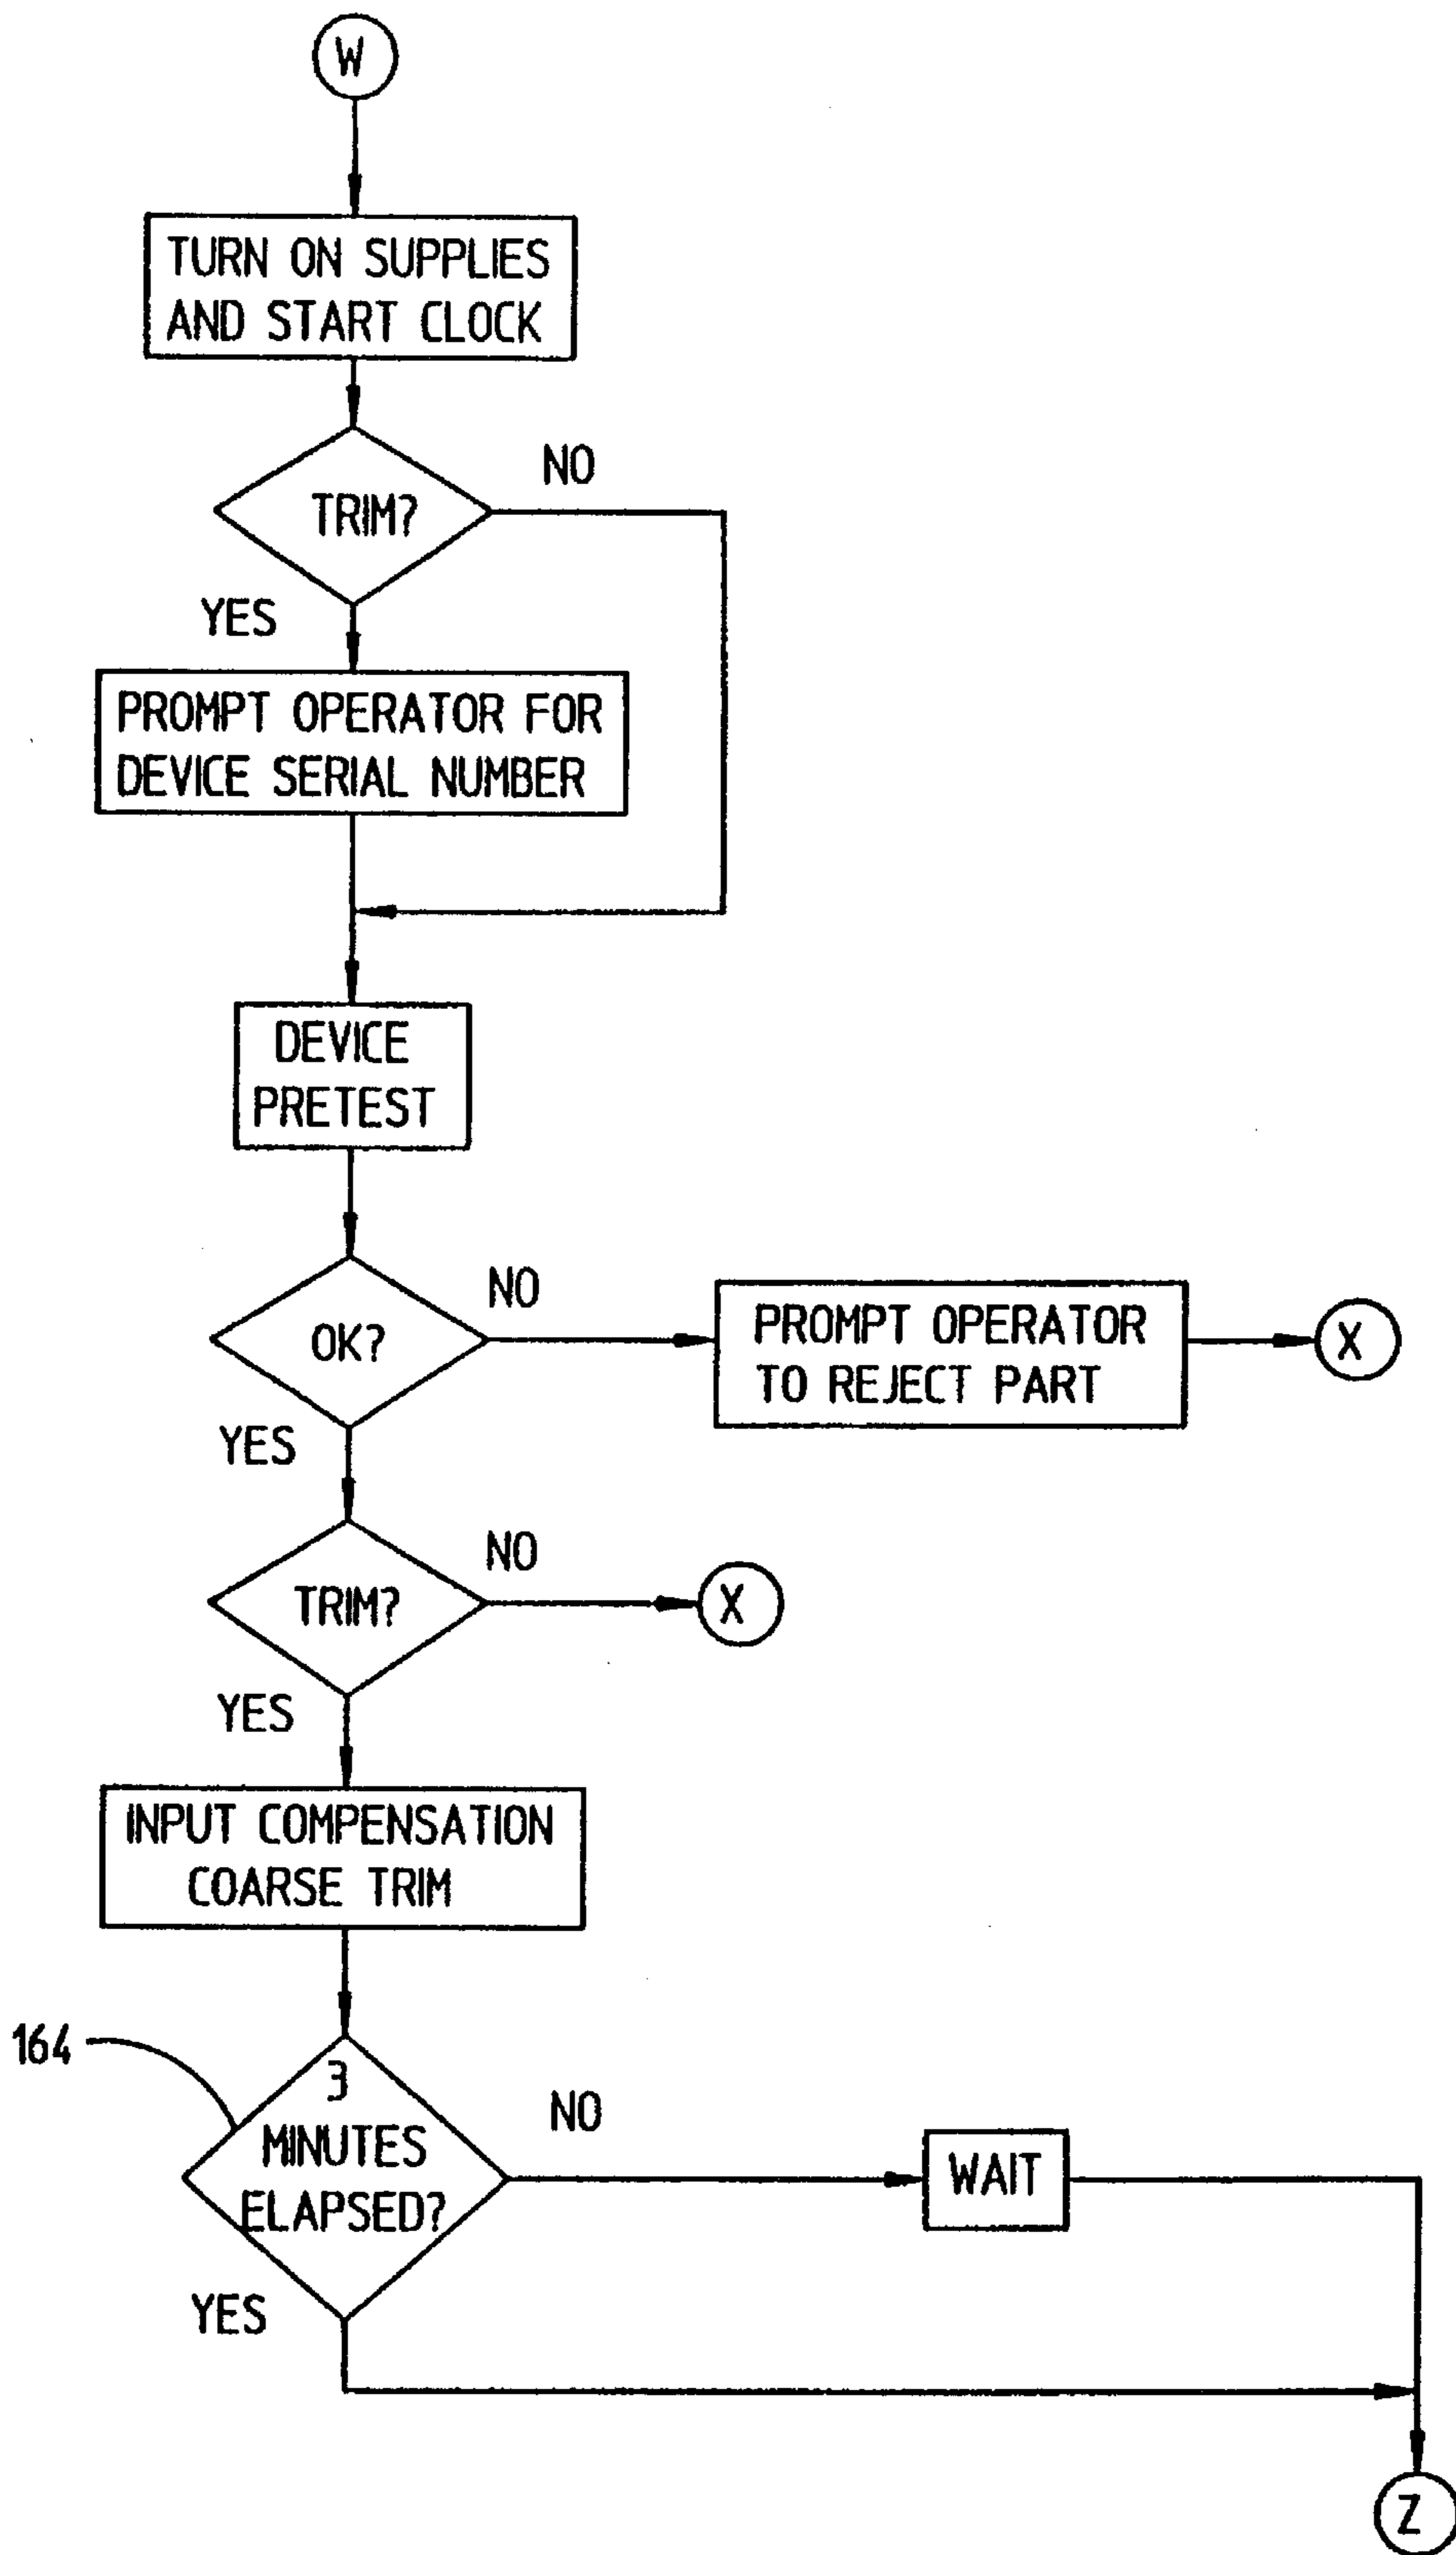 W
TURN ON SUPPLIES
AND START CLOCK
NO
TRIM?
YES
PROMPT OPERATOR FOR
DEVICE SERIAL NUMBER
DEVICE
PRETEST
NO
OK?
PROMPT OPERATOR
TO REJECT PART
X
YES
NO
TRIM?
X
YES
INPUT COMPENSATION
COARSE TRIM
164
3
MINUTES
ELAPSED?
NO
WAIT
YES
Z